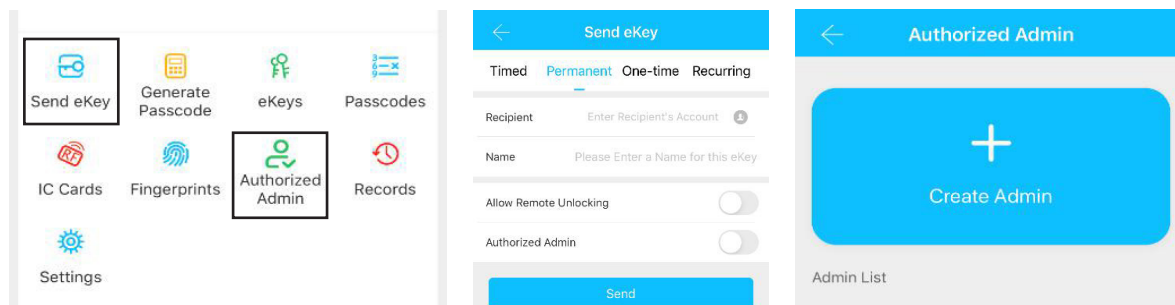 Send eKey
Generate
Passcode
eKeys
Passcodes
IC Cards
Fingerprints
Authorized
Admin
Records
Settings
Send eKey
Timed Permanent One-time Recurring
Recipient Enter Recipient's Account
Name Please Enter a Name for this eKey
Allow Remote Unlocking
Authorized Admin
Send
Authorized Admin
Create Admin
Admin List